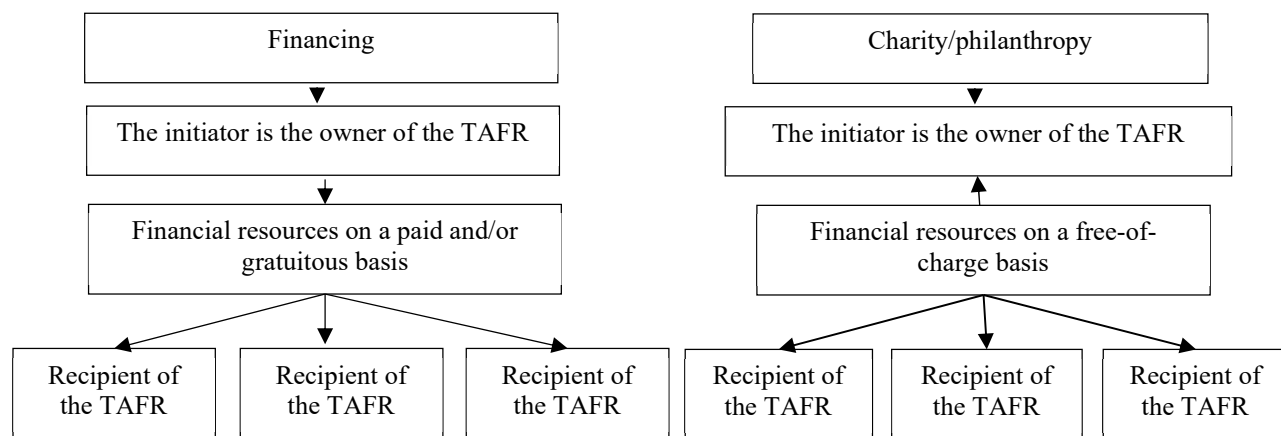 Financing
The initiator is the owner of the TAFR
Financial resources on a paid and/or
gratuitous basis
Recipient of
the TAFR
Recipient of
the TAFR
Recipient of
the TAFR
Charity/philanthropy
The initiator is the owner of the TAFR
Financial resources on a free-of-
charge basis
Recipient of
the TAFR
Recipient of
the TAFR
Recipient of
the TAFR